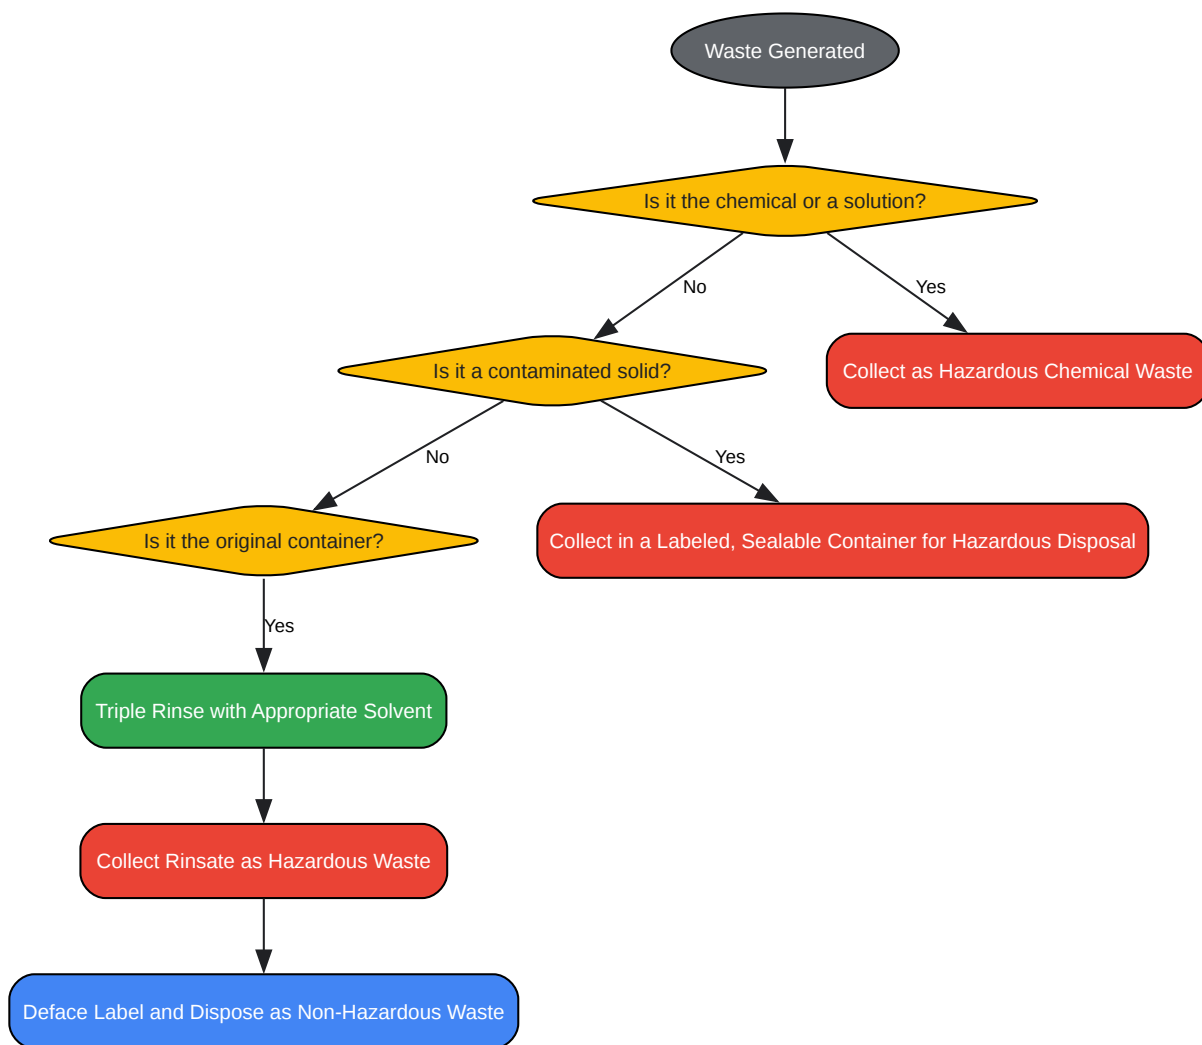 Waste Generated
Is it the chemical or a solution?
No
Yes
Is it a contaminated solid?
Collect as Hazardous Chemical Waste
No
Yes
Is it the original container?
Collect in a Labeled, Sealable Container for Hazardous Disposal
Yes
Triple Rinse with Appropriate Solvent
Collect Rinsate as Hazardous Waste
Deface Label and Dispose as Non-Hazardous Waste